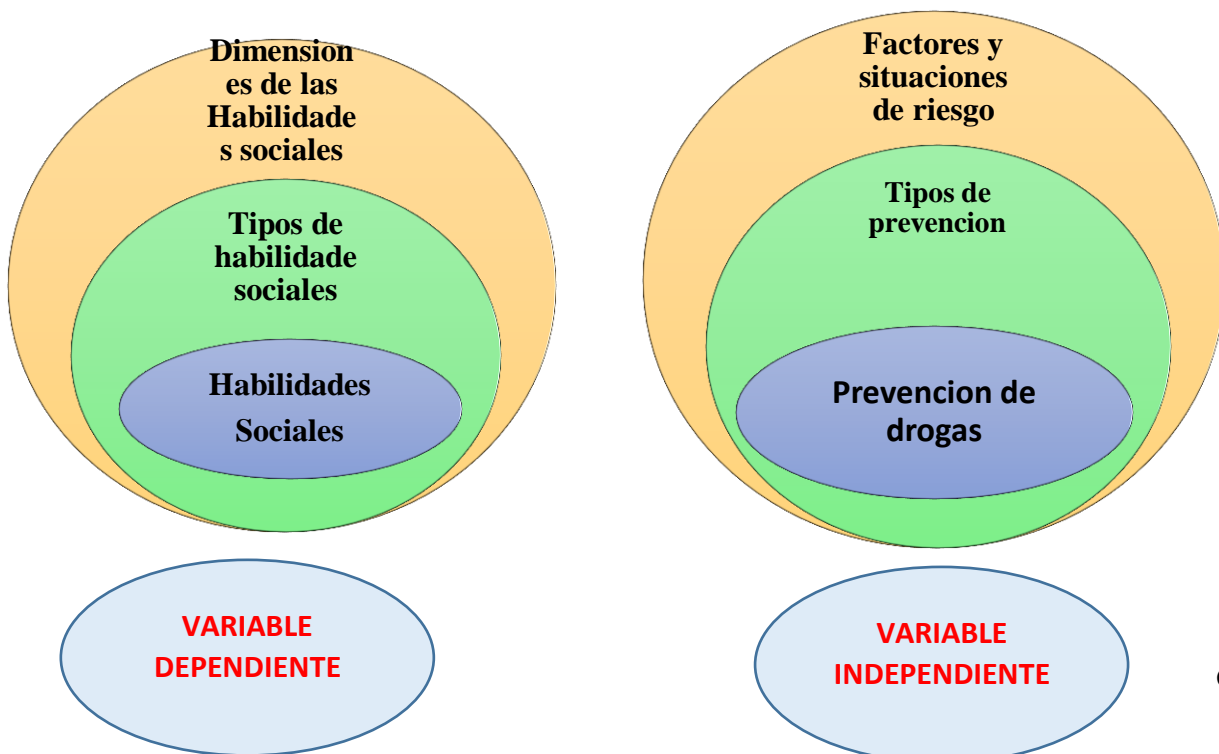 Dimension
es de las
Habilidade
s sociales
Tipos de
habilidade
sociales
Habilidades
Sociales
VARIABLE
DEPENDIENTE
Factores y
situaciones
de riesgo
Tipos de
prevencion
Prevencion de
drogas
VARIABLE
INDEPENDIENTE